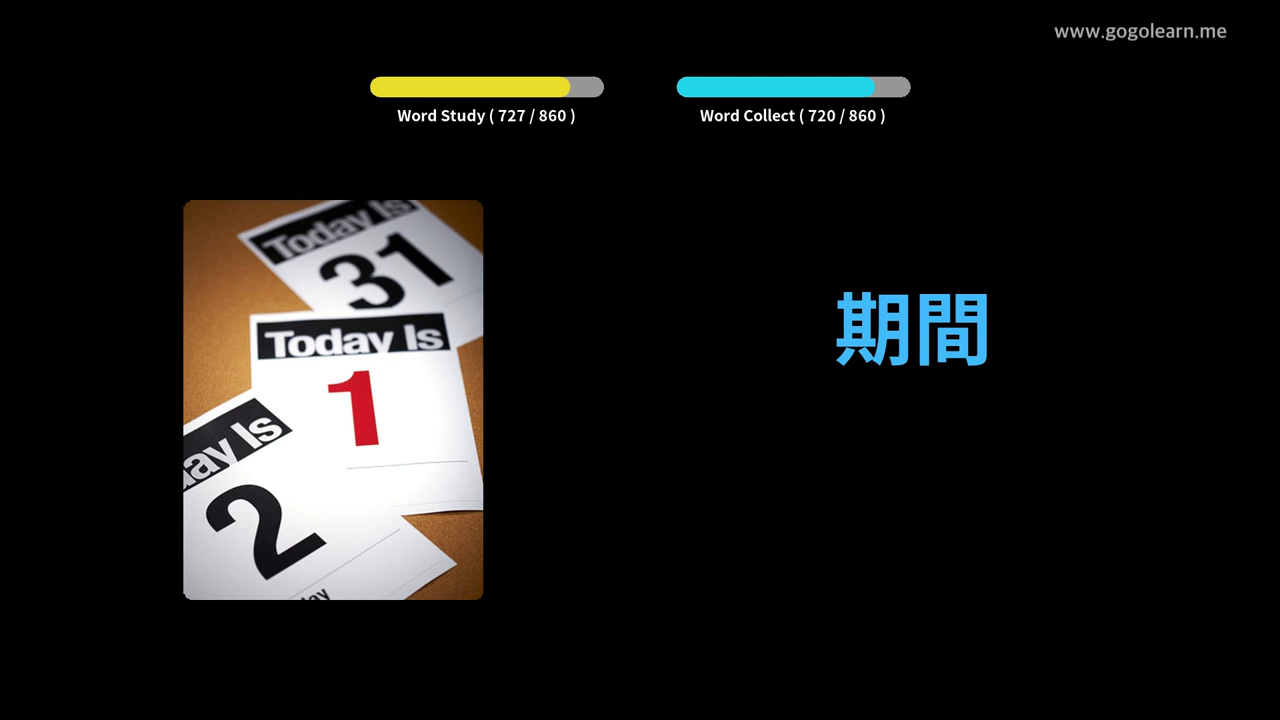 www.gogolearn.me
Word Study ( 727 / 860 )
Word Collect ( 720 / 860 )
Today Is
31
Today Is
1
ay Is
2
期間